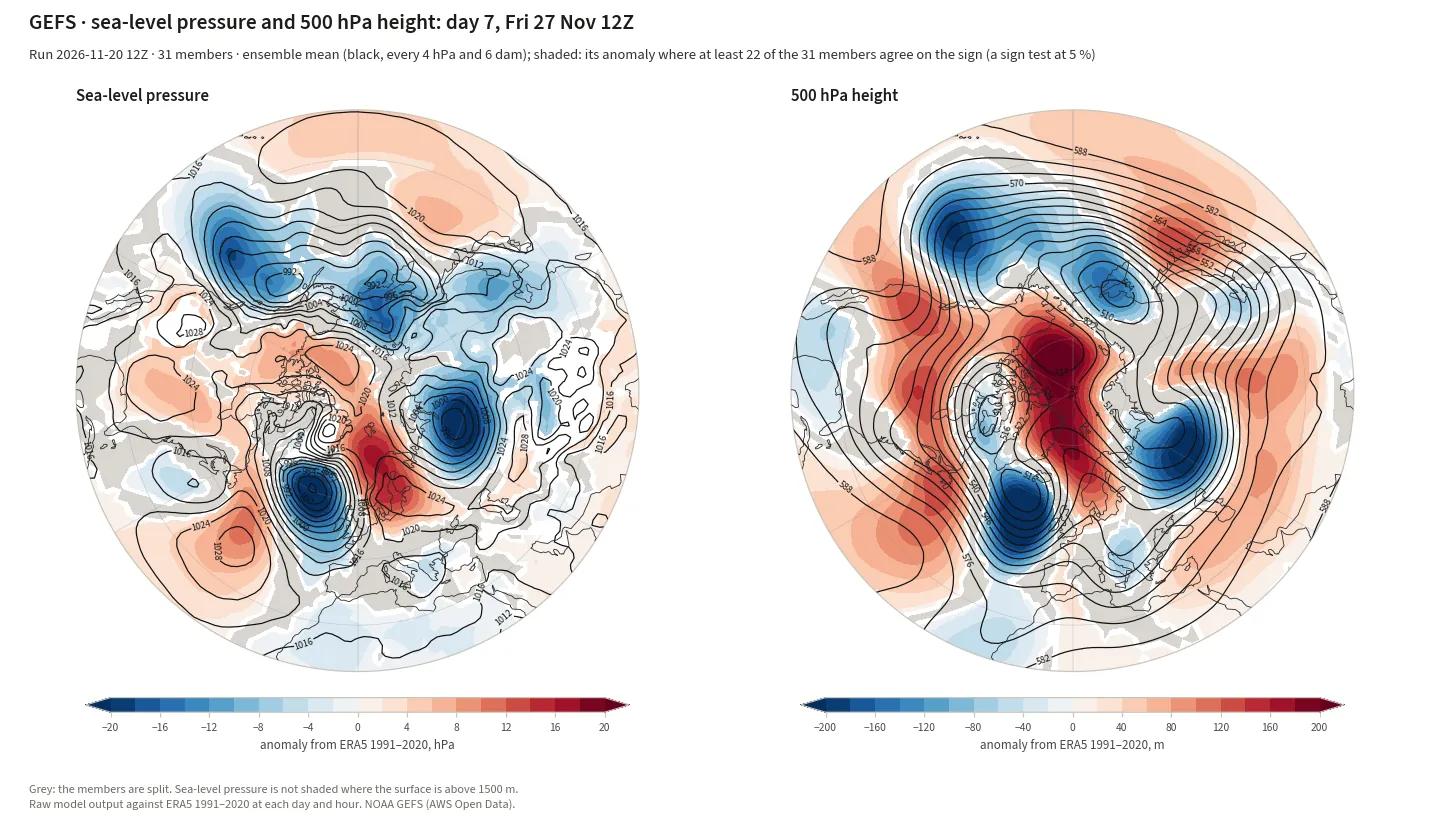 GEFS · sea-level pressure and 500 hPa height: day 7, Fri 27 Nov 12Z
Run 2026-11-20 12Z · 31 members · ensemble mean (black, every 4 hPa and 6 dam); shaded: its anomaly where at least 22 of the 31 members agree on the sign (a sign test at 5 %)
Sea-level pressure
500 hPa height
−20 −16 −12 −8 −4 0 4 8 12 16 20
anomaly from ERA5 1991–2020, hPa
−200 −160 −120 −80 −40 0 40 80 120 160 200
anomaly from ERA5 1991–2020, m
Grey: the members are split. Sea-level pressure is not shaded where the surface is above 1500 m.
Raw model output against ERA5 1991–2020 at each day and hour. NOAA GEFS (AWS Open Data).